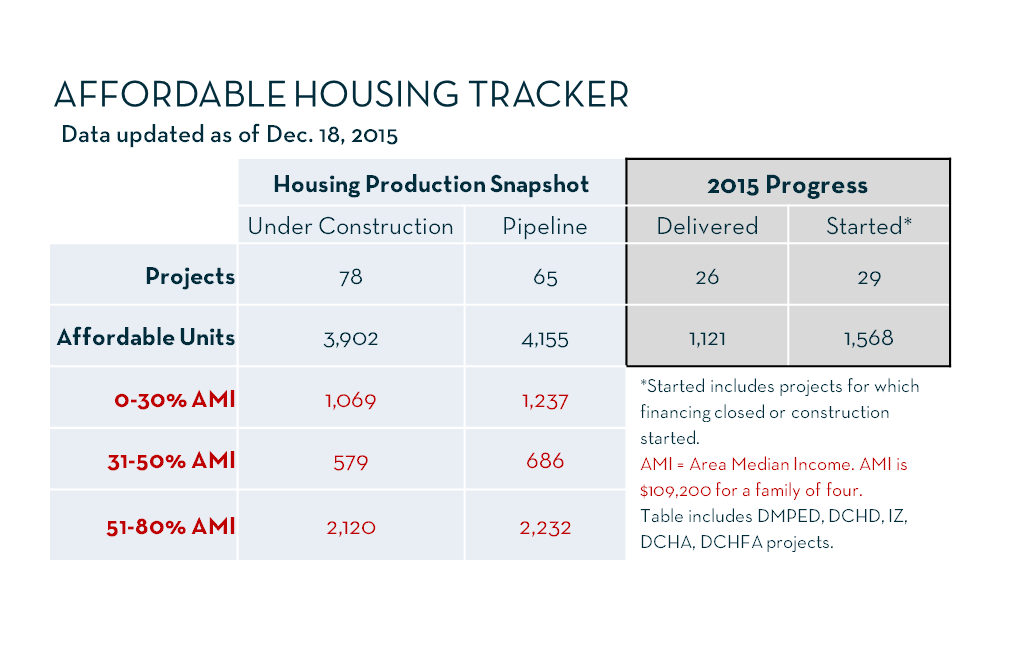 AFFORDABLE HOUSING TRACKER
Data updated as of Dec. 18, 2015
Housing Production Snapshot 2015 Progress
Under Construction Pipeline Delivered Started*
Projects 78 65 26 29
Affordable Units 3,902 4,155 1,121 1,568
0-30% AMI 1,069 1,237
31-50% AMI 579 686
51-80% AMI 2,120 2,232
*Started includes projects for which
financing closed or construction
started.
AMI = Area Median Income. AMI is
$109,200 for a family of four.
Table includes DMPED, DCHD, IZ,
DCHA, DCHFA projects.